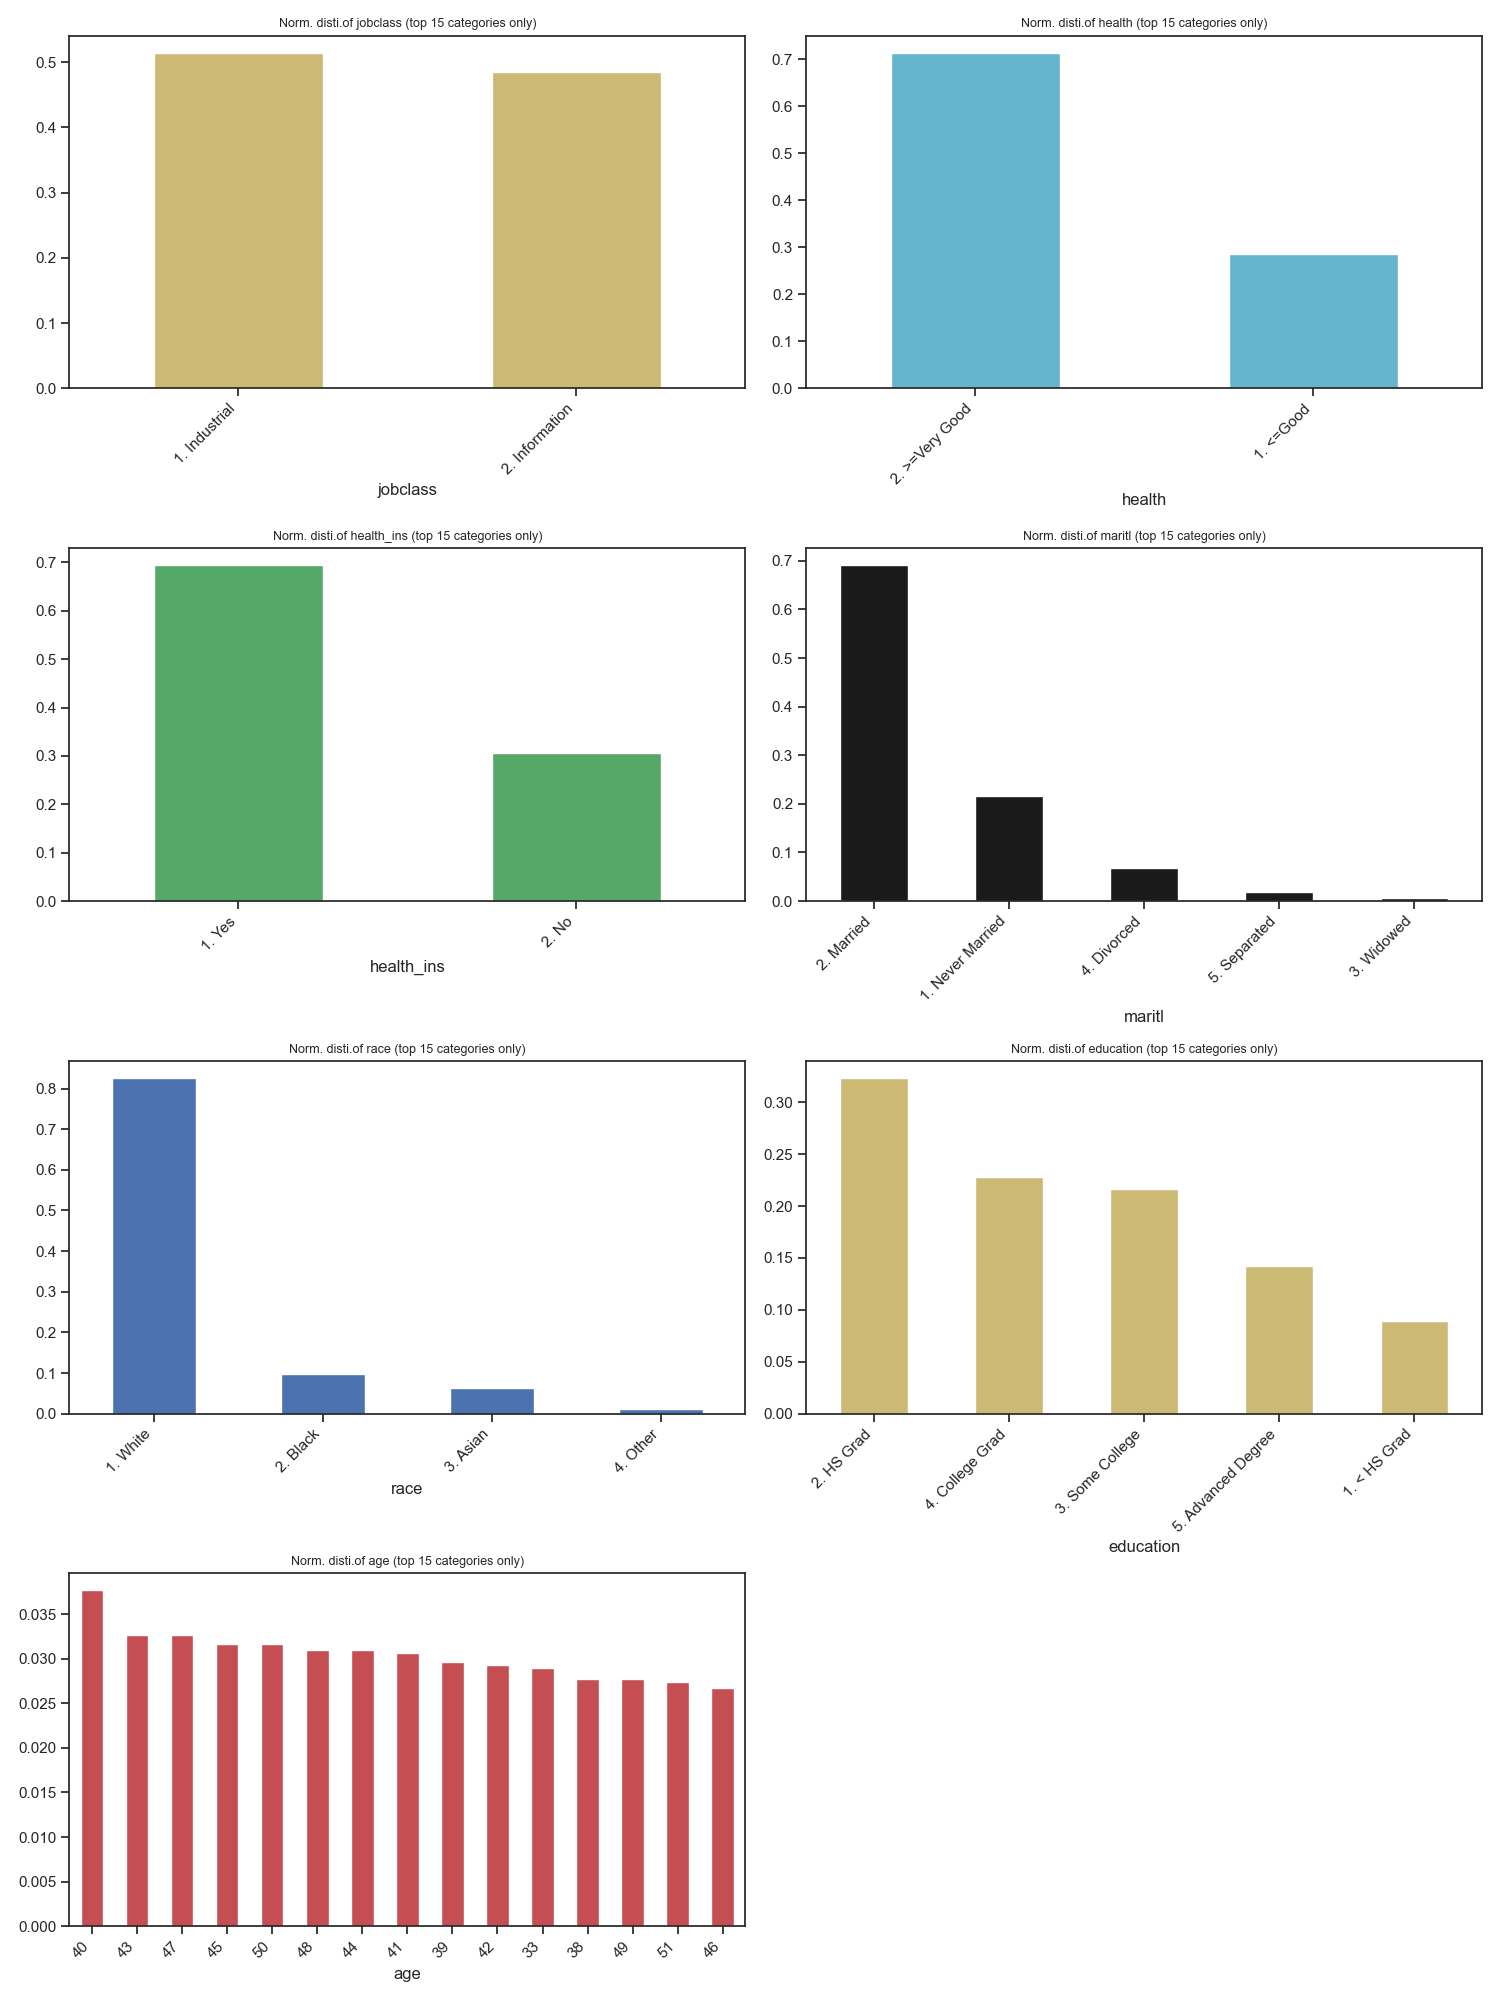 Norm. disti.of jobclass (top 15 categories only)
0.5
0.4
0.3
0.2
0.1
0.0
1. Industrial
2. Information
jobclass
Norm. disti.of health (top 15 categories only)
0.7
0.6
0.5
0.4
0.3
0.2
0.1
0.0
2. >=Very Good
1. <=Good
health
Norm. disti.of health_ins (top 15 categories only)
0.7
0.6
0.5
0.4
0.3
0.2
0.1
0.0
1. Yes
2. No
health_ins
Norm. disti.of maritl (top 15 categories only)
0.7
0.6
0.5
0.4
0.3
0.2
0.1
0.0
2. Married
1. Never Married
4. Divorced
5. Separated
3. Widowed
maritl
Norm. disti.of race (top 15 categories only)
0.8
0.7
0.6
0.5
0.4
0.3
0.2
0.1
0.0
1. White
2. Black
3. Asian
4. Other
race
Norm. disti.of education (top 15 categories only)
0.30
0.25
0.20
0.15
0.10
0.05
0.00
2. HS Grad
4. College Grad
3. Some College
5. Advanced Degree
1. < HS Grad
education
Norm. disti.of age (top 15 categories only)
0.035
0.030
0.025
0.020
0.015
0.010
0.005
0.000
40
43
47
45
50
48
44
41
39
42
33
38
49
51
46
age